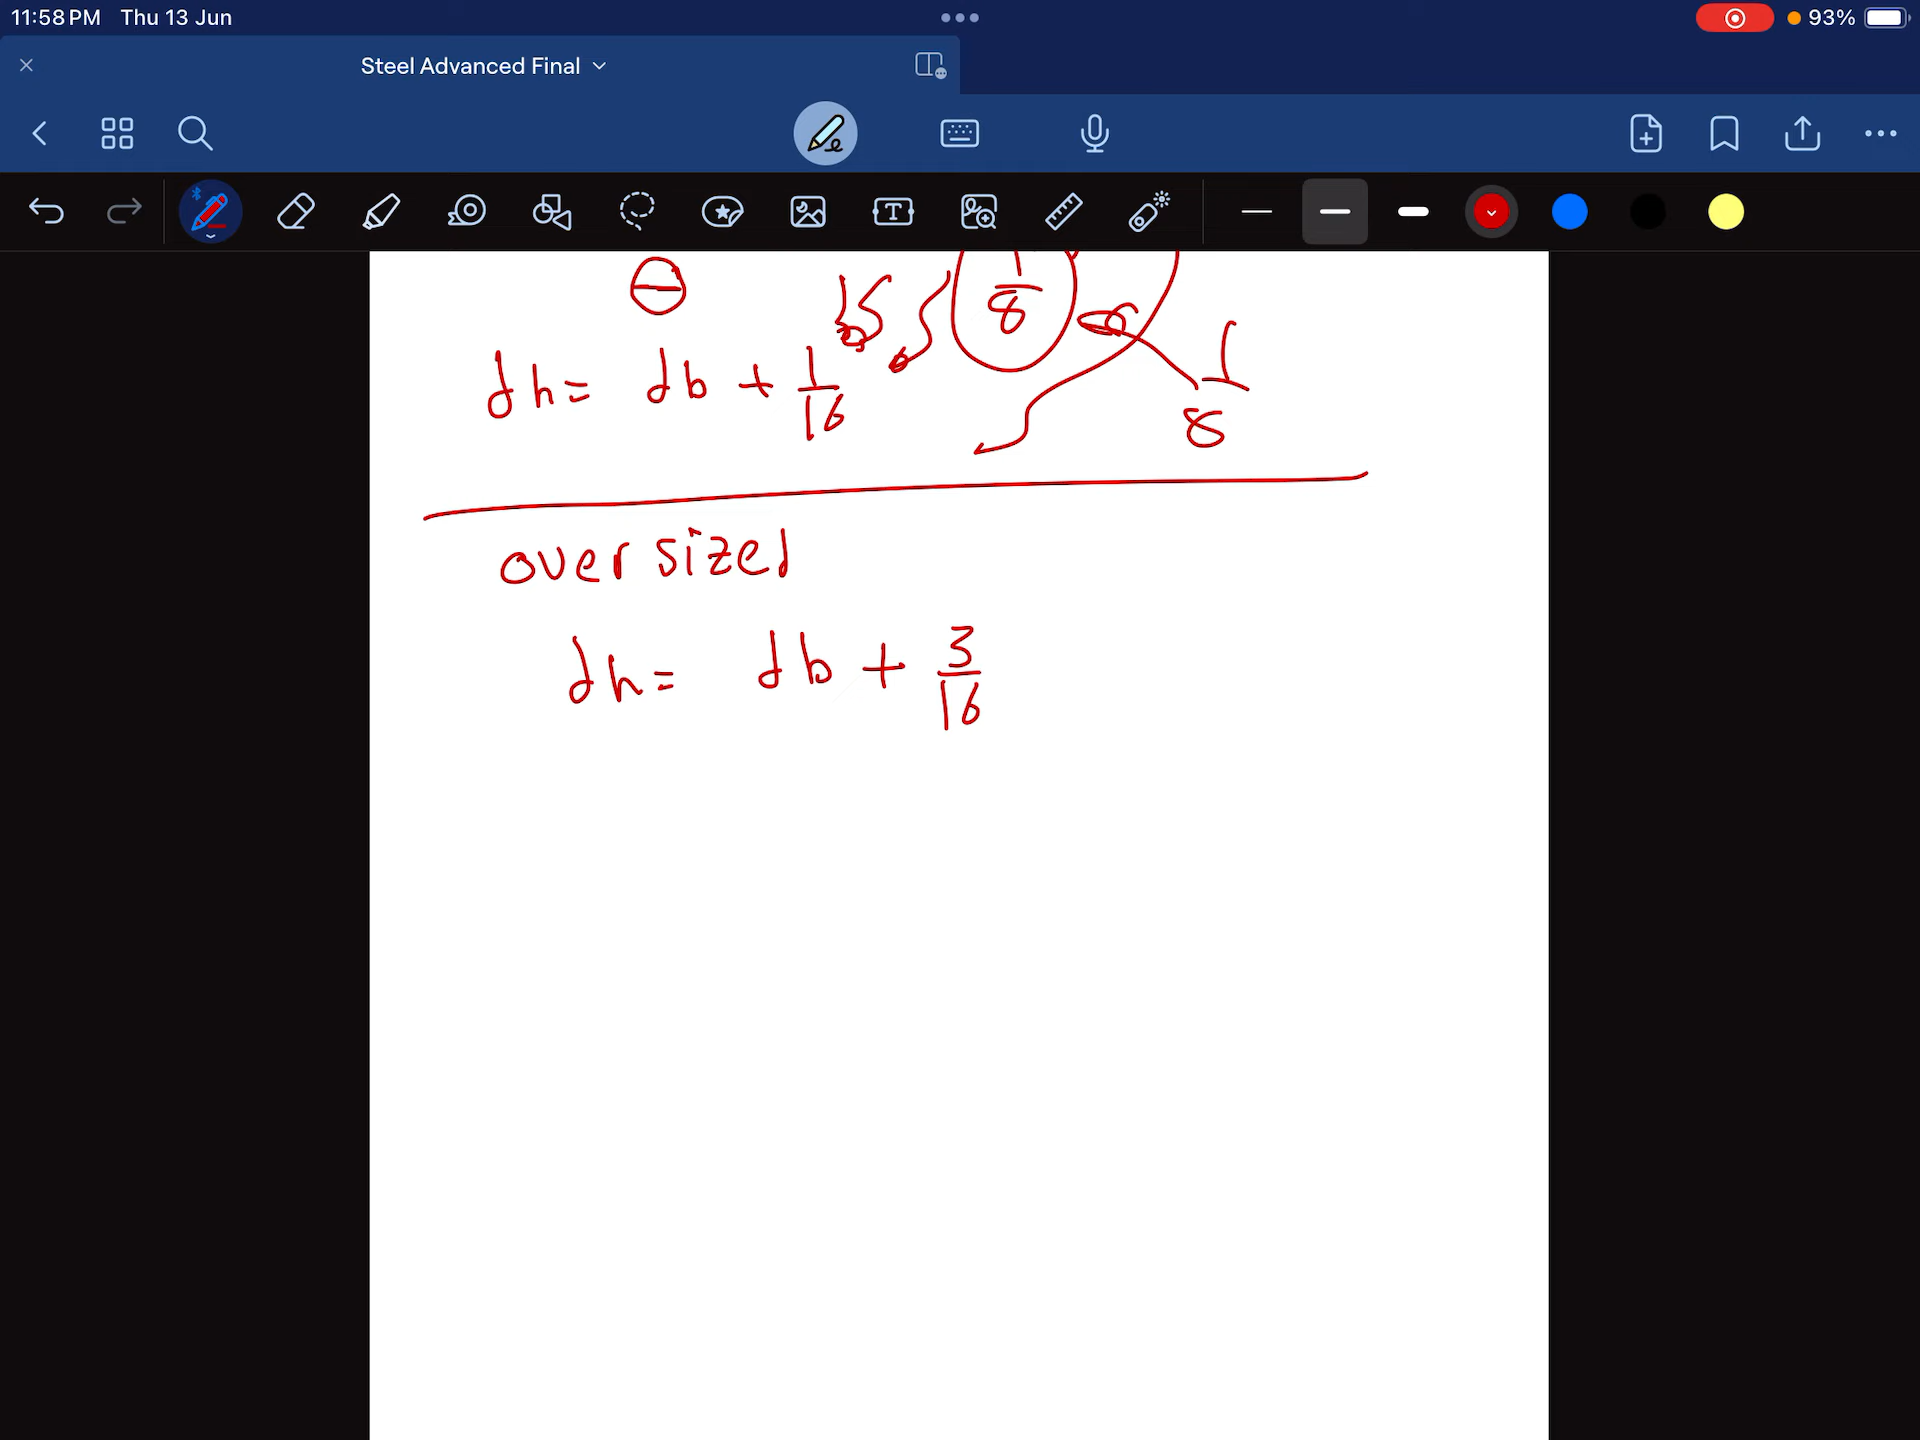 11:58 PM Thu 13 Jun
93%
Steel Advanced Final
1
8
dh = db + 1/16
1
8
over sized
dh = db + 3/16